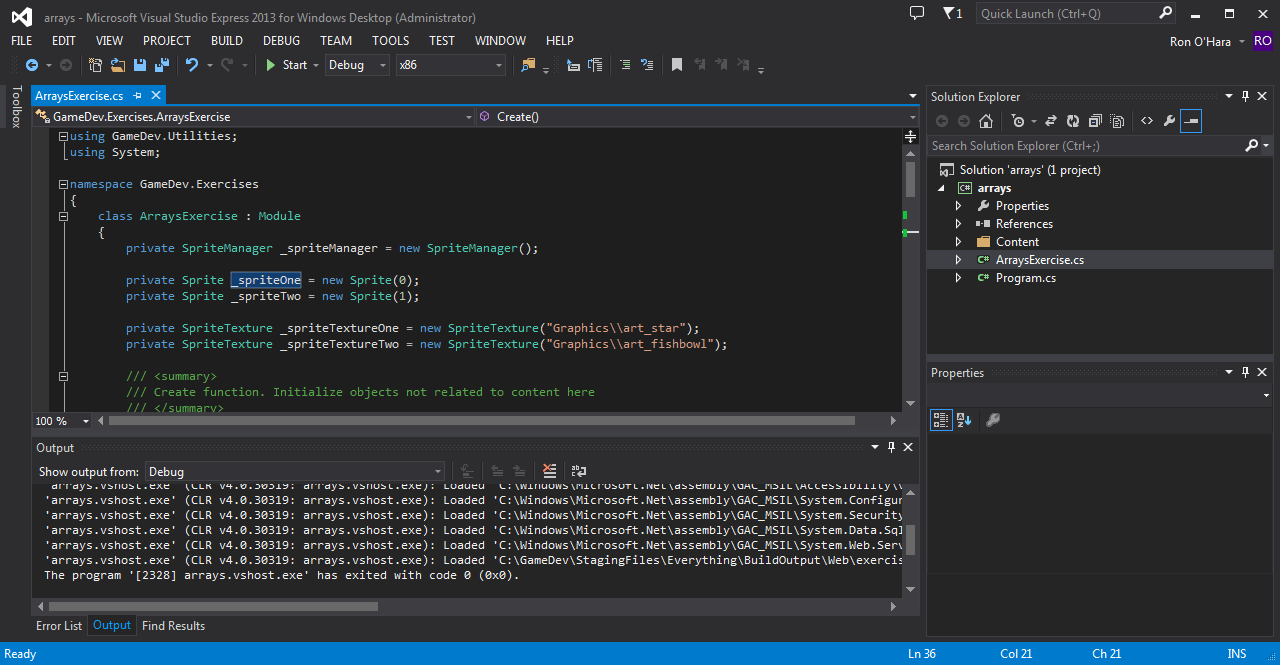 arrays - Microsoft Visual Studio Express 2013 for Windows Desktop (Administrator)
1
Quick Launch (Ctrl+Q)
FILE EDIT VIEW PROJECT BUILD DEBUG TEAM TOOLS TEST WINDOW HELP
Ron O'Hara RO
Start Debug x86
Toolbox
ArraysExercise.cs
GameDev.Exercises.ArraysExercise Create()
using GameDev.Utilities;
using System;
namespace GameDev.Exercises
{
class ArraysExercise : Module
{
private SpriteManager _spriteManager = new SpriteManager();
private Sprite _spriteOne = new Sprite(0);
private Sprite _spriteTwo = new Sprite(1);
private SpriteTexture _spriteTextureOne = new SpriteTexture("Graphics\\art_star");
private SpriteTexture _spriteTextureTwo = new SpriteTexture("Graphics\\art_fishbowl");
/// <summary>
/// Create function. Initialize objects not related to content here
/// </summary>
100 %
Output
Show output from: Debug
'arrays.vshost.exe' (CLR v4.0.30319: arrays.vshost.exe): Loaded 'C:\Windows\Microsoft.Net\assembly\GAC_MSIL\Accessibility\
'arrays.vshost.exe' (CLR v4.0.30319: arrays.vshost.exe): Loaded 'C:\Windows\Microsoft.Net\assembly\GAC_MSIL\System.Configur
'arrays.vshost.exe' (CLR v4.0.30319: arrays.vshost.exe): Loaded 'C:\Windows\Microsoft.Net\assembly\GAC_MSIL\System.Security
'arrays.vshost.exe' (CLR v4.0.30319: arrays.vshost.exe): Loaded 'C:\Windows\Microsoft.Net\assembly\GAC_MSIL\System.Data.Sql
'arrays.vshost.exe' (CLR v4.0.30319: arrays.vshost.exe): Loaded 'C:\Windows\Microsoft.Net\assembly\GAC_MSIL\System.Web.Serv
'arrays.vshost.exe' (CLR v4.0.30319: arrays.vshost.exe): Loaded 'C:\GameDev\StagingFiles\Everything\BuildOutput\Web\exercis
The program '[2328] arrays.vshost.exe' has exited with code 0 (0x0).
Error List Output Find Results
Solution Explorer
Search Solution Explorer (Ctrl+;)
Solution 'arrays' (1 project)
C# arrays
Properties
References
Content
C# ArraysExercise.cs
C# Program.cs
Properties
Ready Ln 36 Col 21 Ch 21 INS